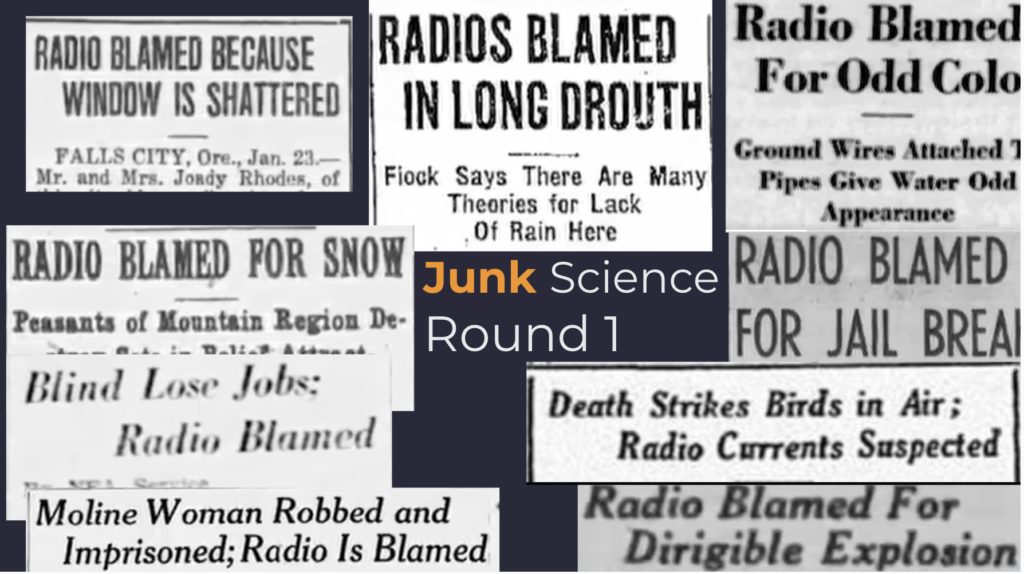 RADIO BLAMED BECAUSE
WINDOW IS SHATTERED
FALLS CITY, Ore., Jan. 23.—
Mr. and Mrs. Joady Rhodes, of
RADIOS BLAMED
IN LONG DROUTH
Fiock Says There Are Many
Theories for Lack
Of Rain Here
Radio Blamed
For Odd Colo
Ground Wires Attached T
Pipes Give Water Odd
Appearance
RADIO BLAMED FOR SNOW
Peasants of Mountain Region De-
Junk Science
Round 1
RADIO BLAMED
FOR JAIL BREA
Blind Lose Jobs;
Radio Blamed
Death Strikes Birds in Air;
Radio Currents Suspected
Moline Woman Robbed and
Imprisoned; Radio Is Blamed
Radio Blamed For
Dirigible Explosion